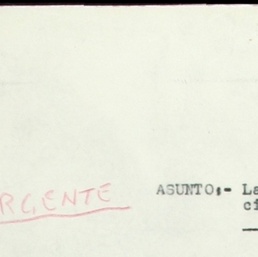 RGENTE
ASUNTO:- La
ci